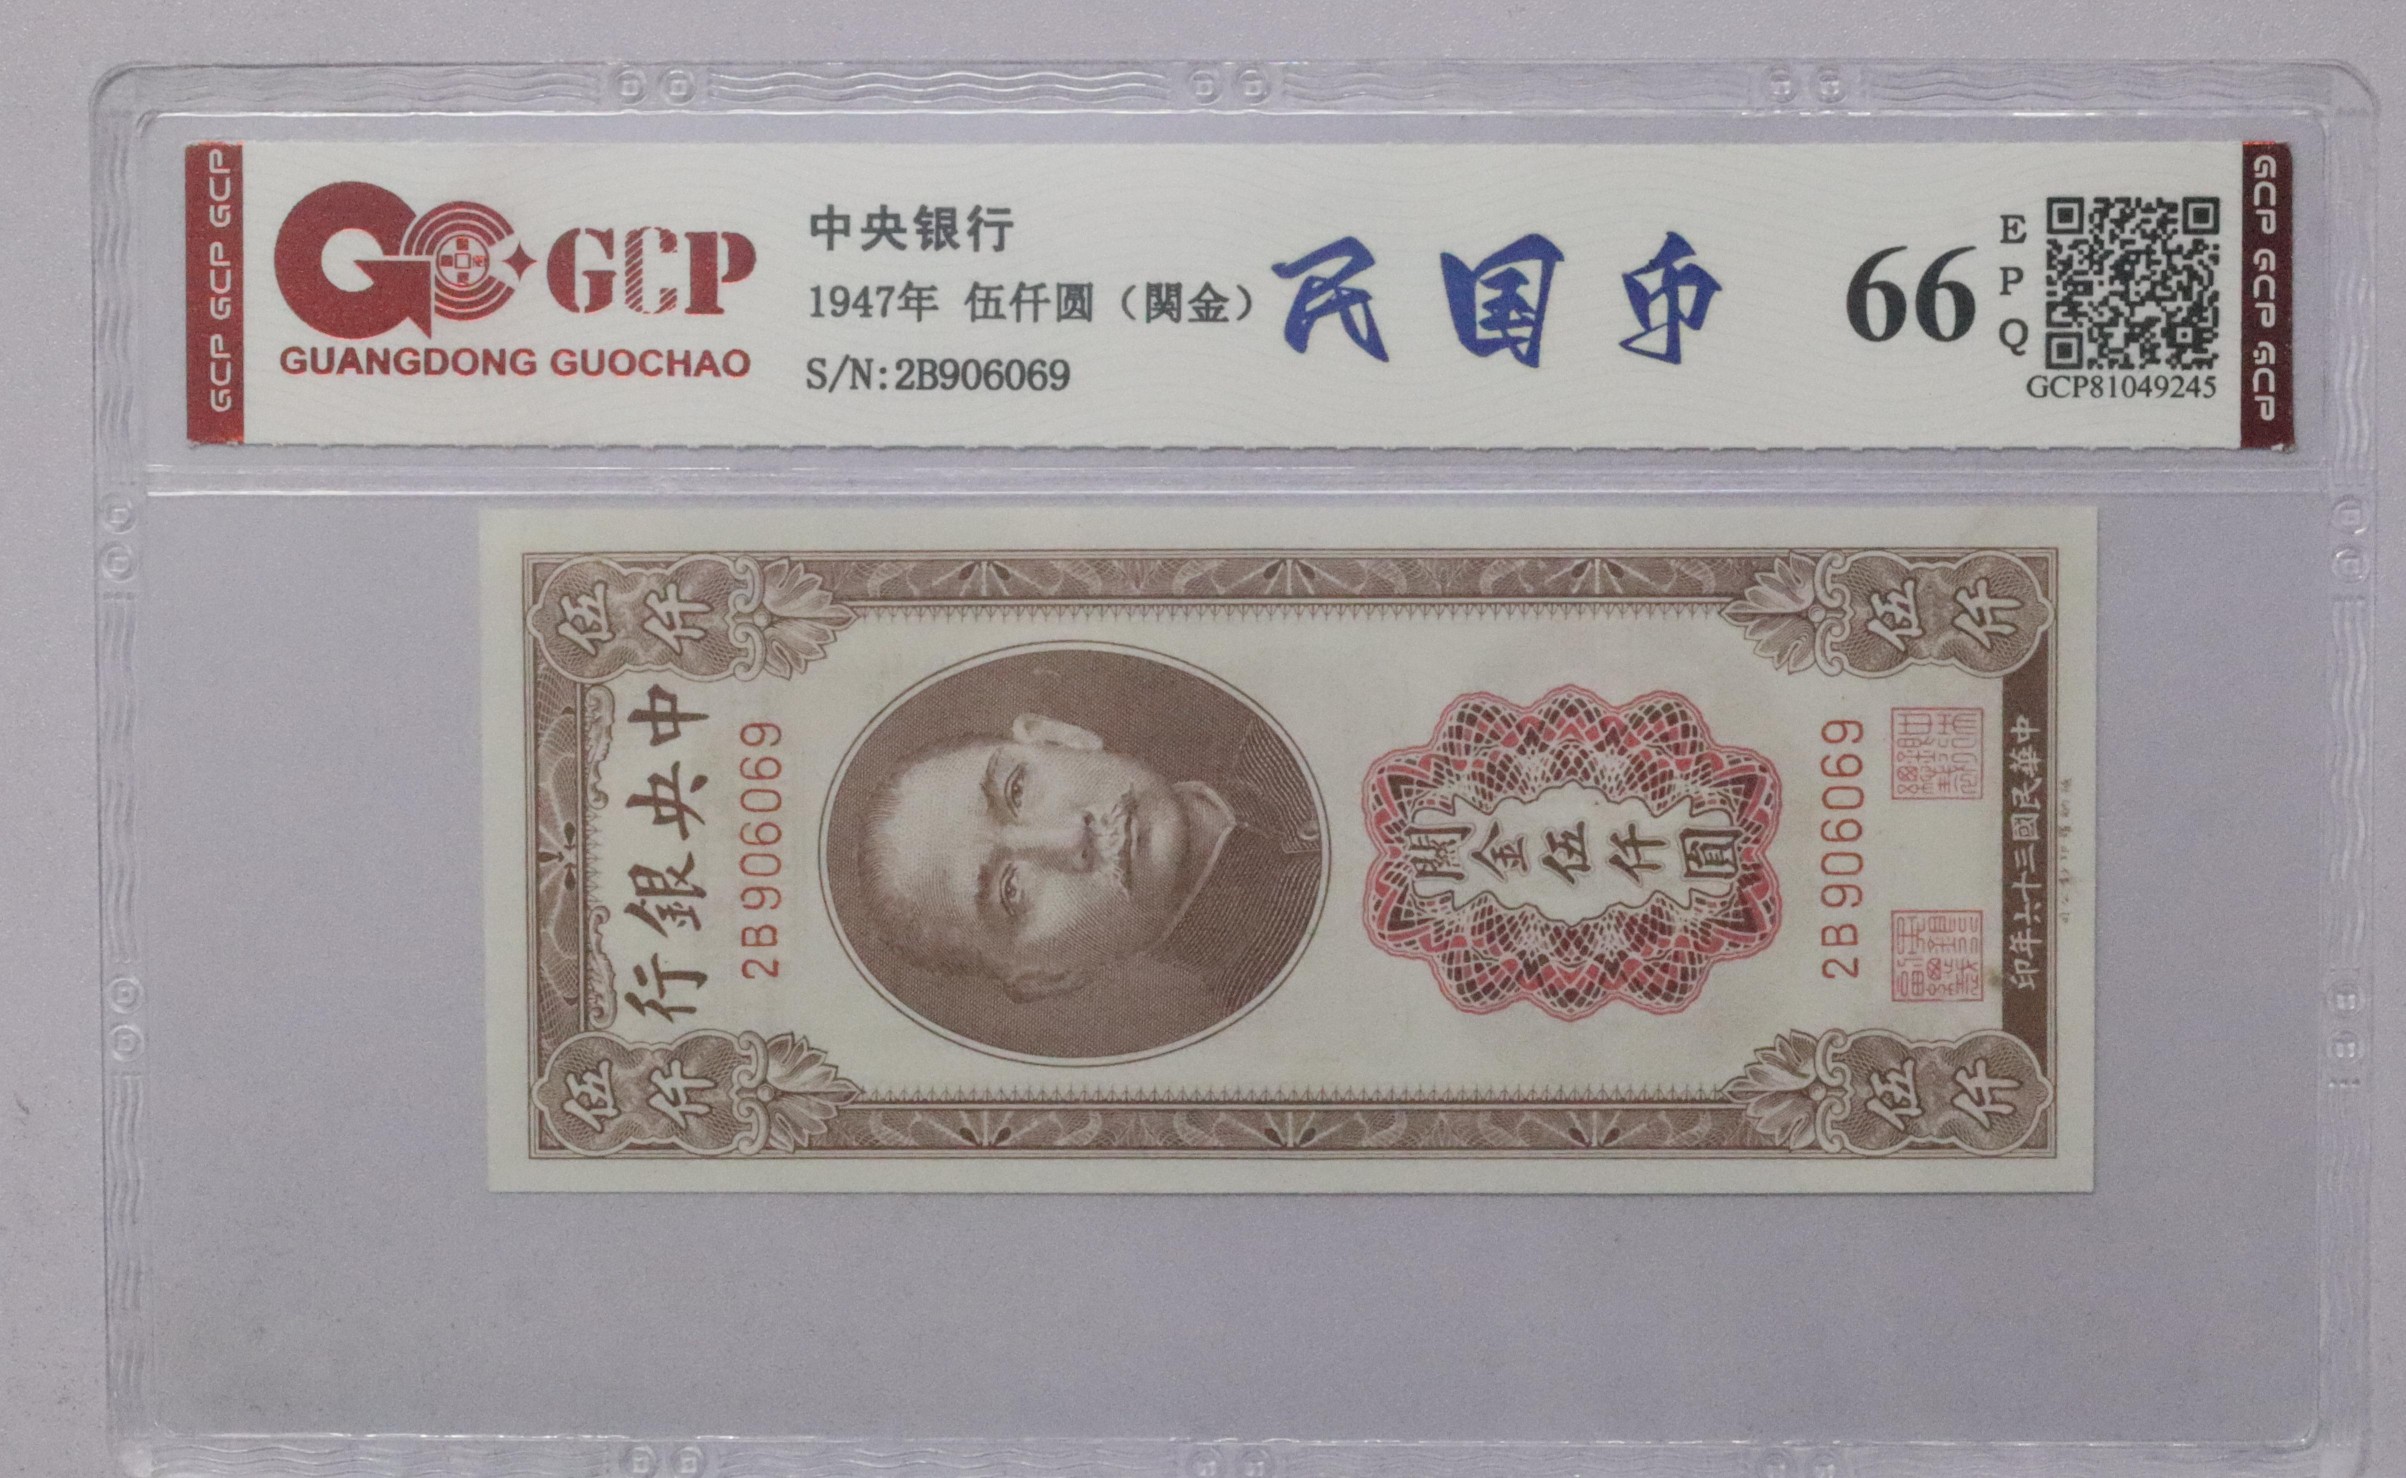 GCP GCP GCP
GCP
GUANGDONG GUOCHAO
中央银行
1947年 伍仟圆（関金）
S/N:2B906069
民国币
66
EPQ
GCP81049245
GCP GCP GCP
伍仟
伍仟
中央銀行
2B906069
關金伍仟圓
2B906069
中華民國三十六年印
伍仟
伍仟